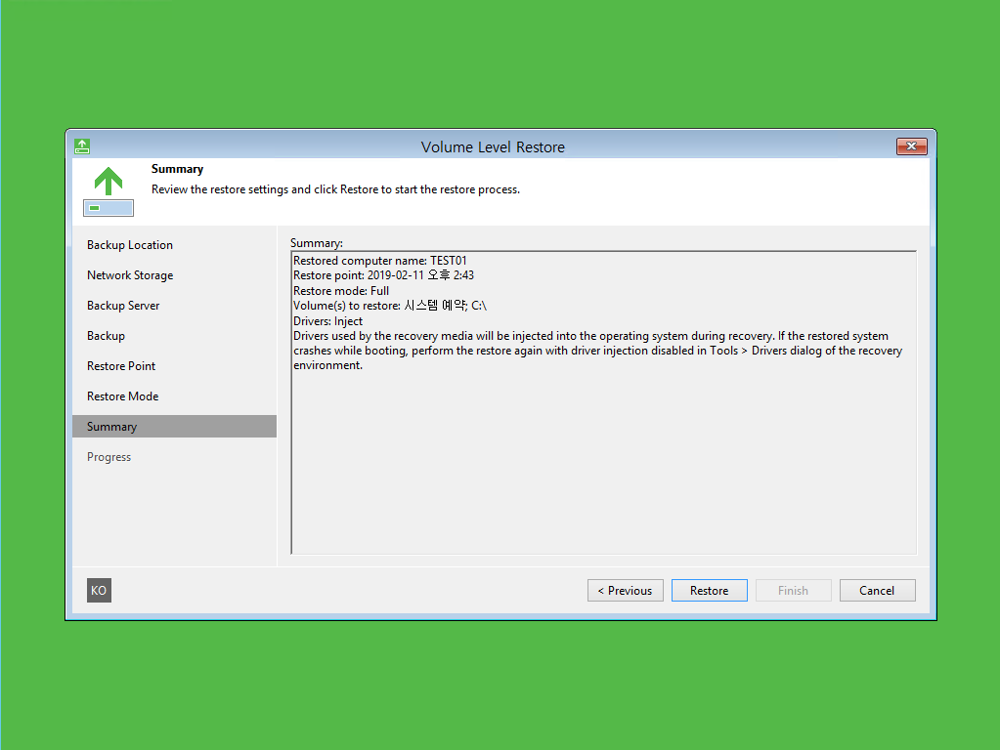 Volume Level Restore
Summary
Review the restore settings and click Restore to start the restore process.
Backup Location
Network Storage
Backup Server
Backup
Restore Point
Restore Mode
Summary
Progress
Summary:
Restored computer name: TEST01
Restore point: 2019-02-11 오후 2:43
Restore mode: Full
Volume(s) to restore: 시스템 예약; C:\
Drivers: Inject
Drivers used by the recovery media will be injected into the operating system during recovery. If the restored system
crashes while booting, perform the restore again with driver injection disabled in Tools > Drivers dialog of the recovery
environment.
KO
< Previous
Restore
Finish
Cancel